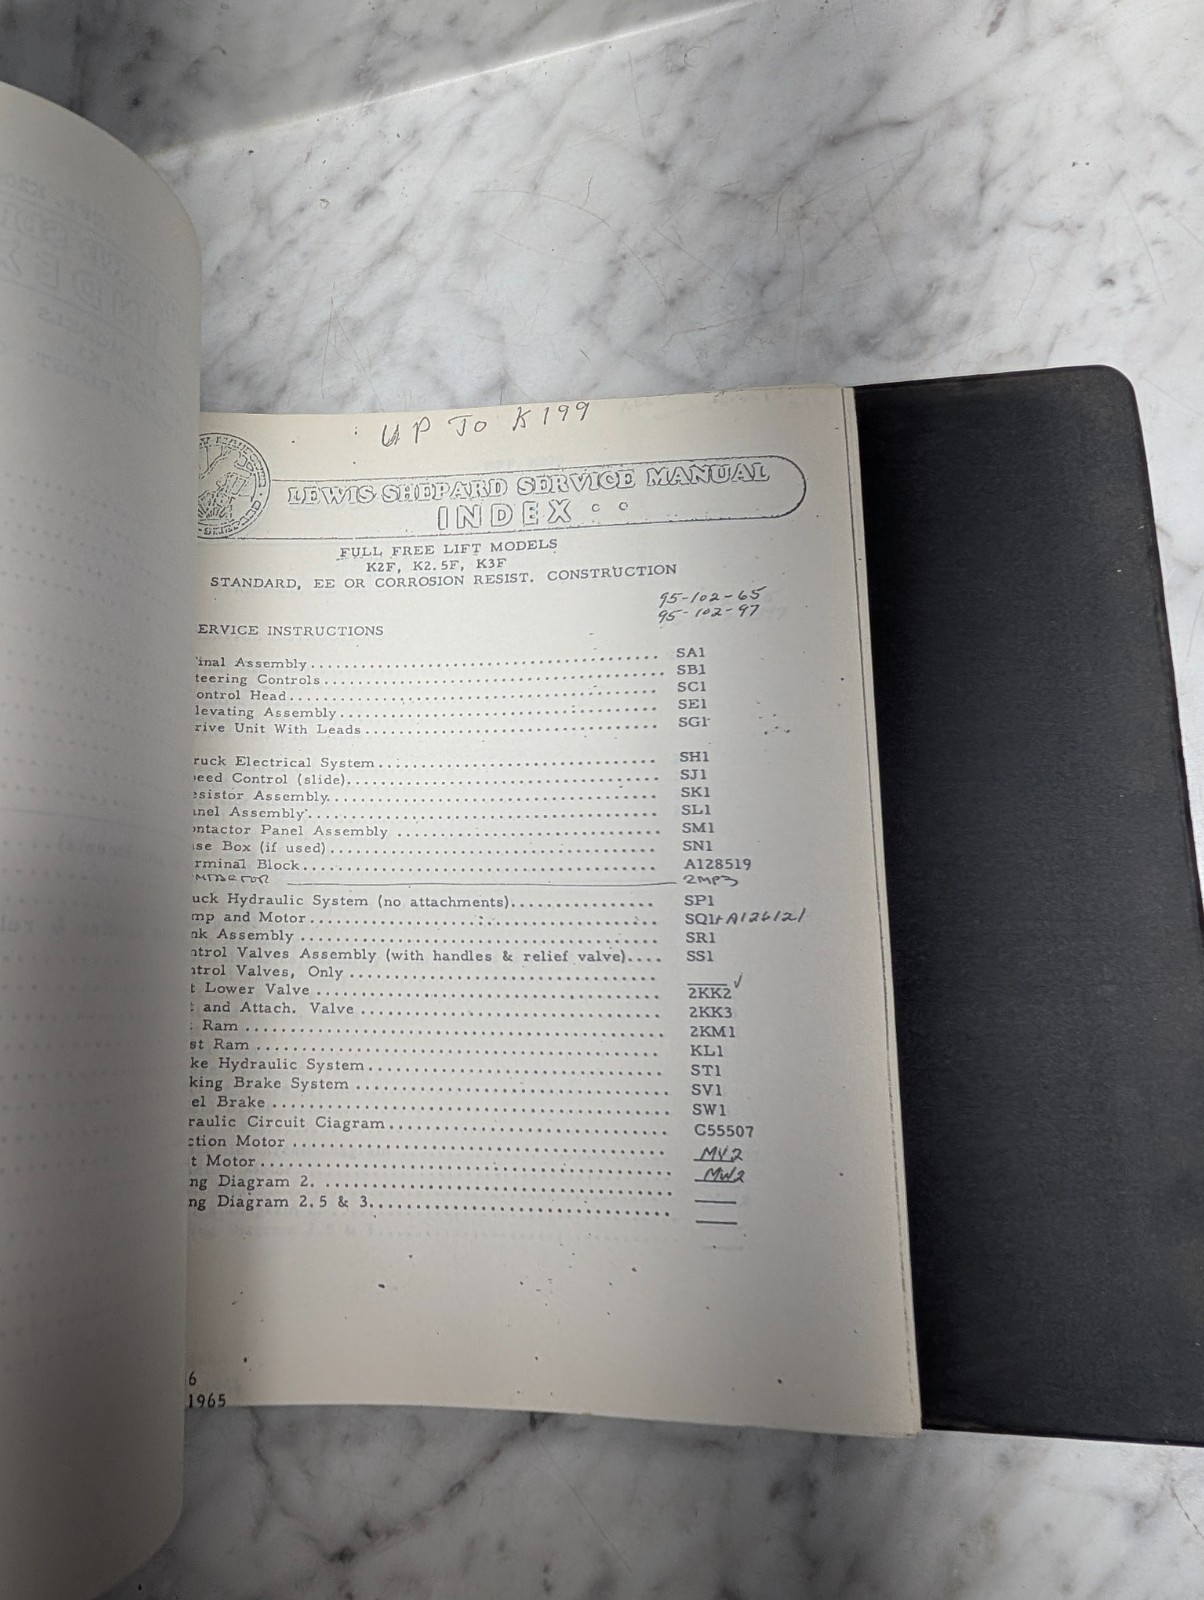 UP TO K199
LEWIS-SHEPARD SERVICE MANUAL
INDEX
FULL FREE LIFT MODELS
K2F, K2.5F, K3F
STANDARD, EE OR CORROSION RESIST. CONSTRUCTION
95-102-65
95-102-97
ERVICE INSTRUCTIONS
inal Assembly........ SA1
teering Controls........ SB1
ontrol Head........ SC1
levating Assembly........ SE1
rive Unit With Leads........ SG1
ruck Electrical System........ SH1
eed Control (slide)........ SJ1
esistor Assembly........ SK1
anel Assembly........ SL1
ontactor Panel Assembly ........ SM1
use Box (if used)........ SN1
erminal Block........ A128519
2MP3
uck Hydraulic System (no attachments)........ SP1
mp and Motor........ SQ1+A126121
nk Assembly ........ SR1
ntrol Valves Assembly (with handles & relief valve).... SS1
ntrol Valves, Only ........
t Lower Valve ........ 2KK2 ✓
t and Attach. Valve ........ 2KK3
Ram ........ 2KM1
st Ram ........ KL1
ke Hydraulic System........ ST1
king Brake System ........ SV1
el Brake ........ SW1
raulic Circuit Ciagram........ C55507
ction Motor ........ MV2
t Motor........ MW2
ng Diagram 2. ........
ng Diagram 2.5 & 3........
6
1965